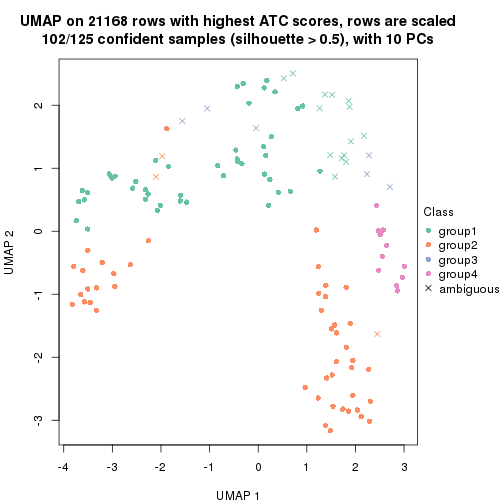 UMAP on 21168 rows with highest ATC scores, rows are scaled
102/125 confident samples (silhouette > 0.5), with 10 PCs
2
1
0
-1
-2
-3
UMAP 2
-4
-3
-2
-1
0
1
2
3
UMAP 1
Class
group1
group2
group3
group4
ambiguous